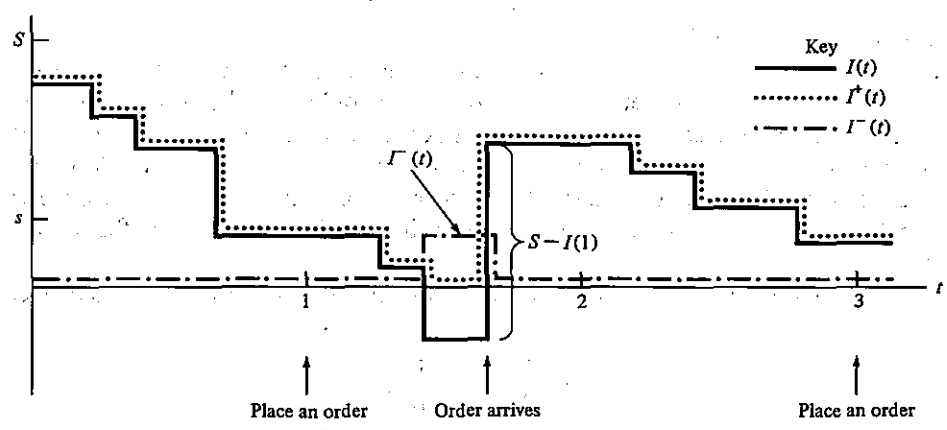 S
Key
I(t)
I⁺(t)
I⁻(t)
I⁻(t)
s
S − I(1)
1
2
3
t
Place an order
Order arrives
Place an order